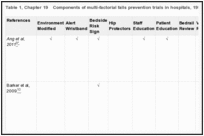 Table 1, Chapter 19 Components of multi-factorial falls prevention trials in hospitals, 19
References
Environment Modified
Alert Wristband
Bedside Risk Sign
Hip Protectors
Staff Education
Patient Education
Bedrail Review
Ang et al, 2011
Barker et al, 2009